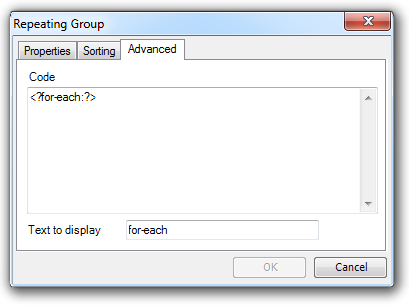 Repeating Group
Properties Sorting Advanced
Code
<?for-each:?>
Text to display for-each
OK Cancel